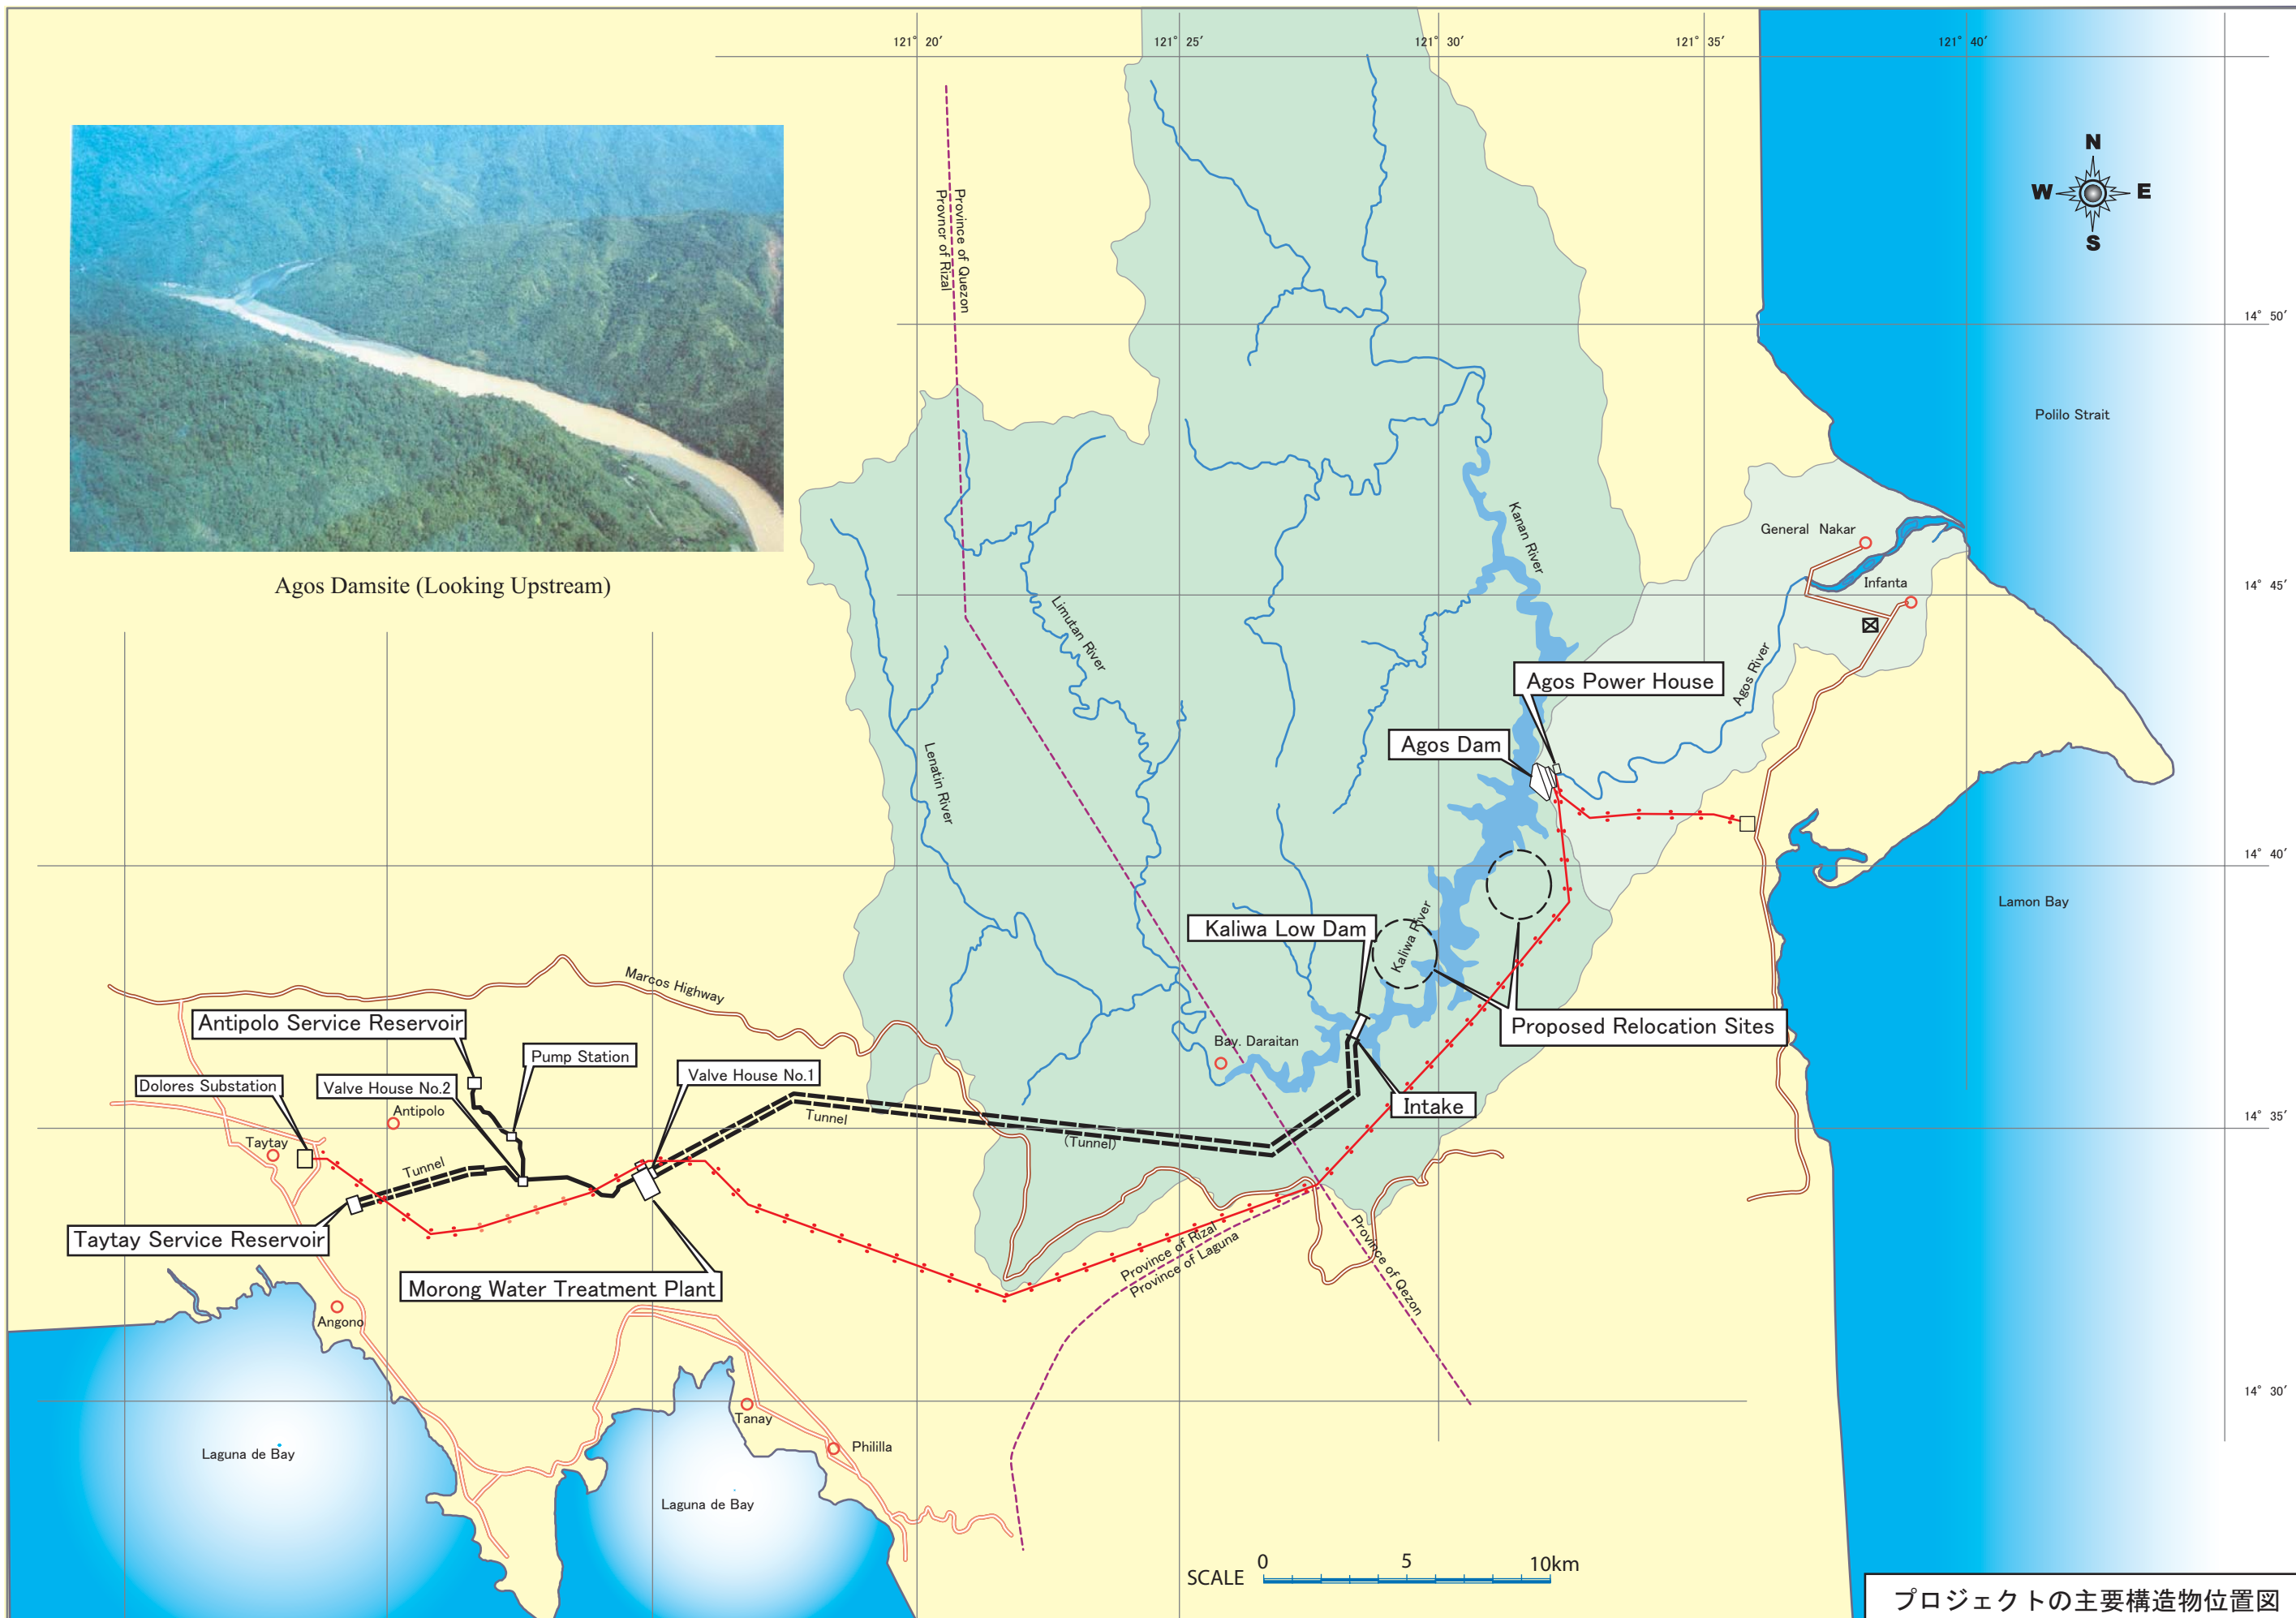 121° 20′
121° 25′
121° 30′
121° 35′
121° 40′
N
W
E
S
Province of Quezon
Provncr of Rizal
14° 50′
Polilo Strait
Kanan River
General Nakar
Infanta
Agos Damsite (Looking Upstream)
14° 45′
Limutan River
Agos River
Agos Power House
Agos Dam
Lenatin River
14° 40′
Lamon Bay
Kaliwa Low Dam
Kaliwa River
Marcos Highway
Antipolo Service Reservoir
Proposed Relocation Sites
Bay. Daraitan
Pump Station
Valve House No.1
Dolores Substation
Valve House No.2
Antipolo
Tunnel
Intake
14° 35′
Taytay
(Tunnel)
Tunnel
Taytay Service Reservoir
Province of Rizal
Province of Laguna
Province of Qezon
Morong Water Treatment Plant
Angono
14° 30′
Tanay
Phililla
Laguna de Bay
Laguna de Bay
0 5 10km
SCALE
プロジェクトの主要構造物位置図